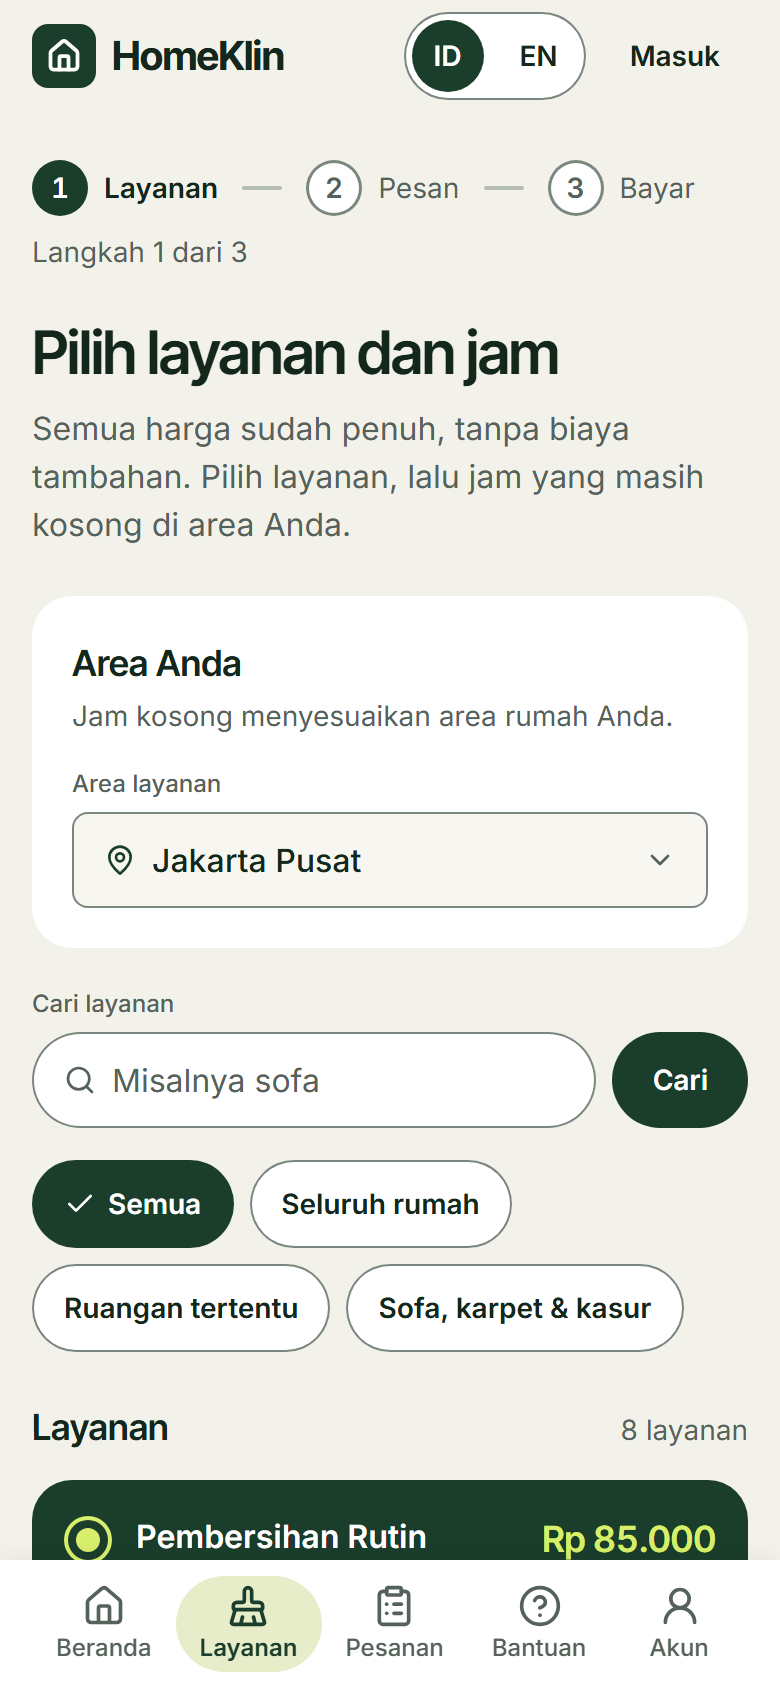 HomeKlin
ID EN
Masuk
1 Layanan 2 Pesan 3 Bayar
Langkah 1 dari 3
Pilih layanan dan jam
Semua harga sudah penuh, tanpa biaya
tambahan. Pilih layanan, lalu jam yang masih
kosong di area Anda.
Area Anda
Jam kosong menyesuaikan area rumah Anda.
Area layanan
Jakarta Pusat
Cari layanan
Misalnya sofa
Cari
Semua
Seluruh rumah
Ruangan tertentu
Sofa, karpet & kasur
Layanan
8 layanan
Pembersihan Rutin
Rp 85.000
Beranda
Layanan
Pesanan
Bantuan
Akun